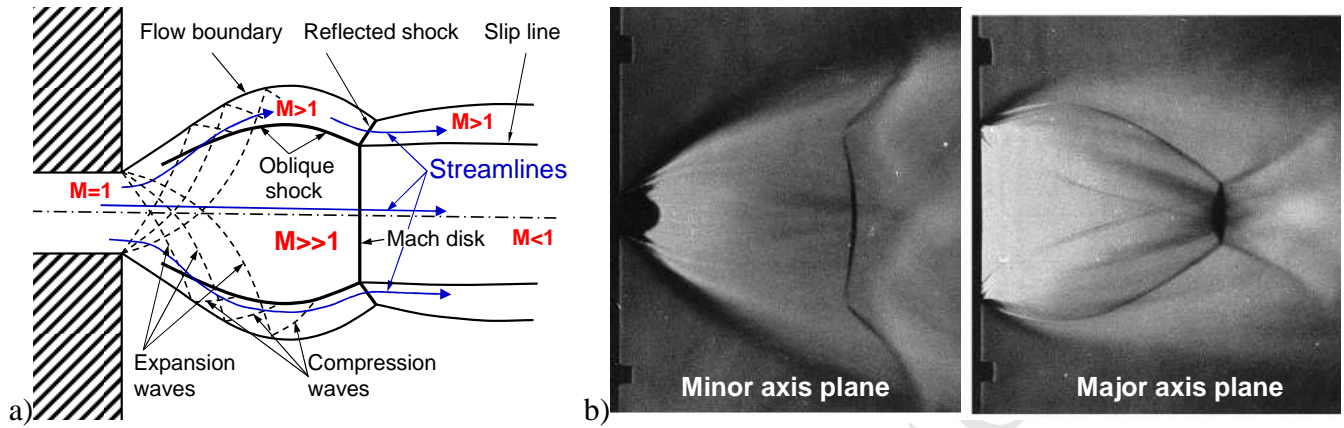 Flow boundary Reflected shock Slip line
M>1
M>1
Oblique
shock
Streamlines
M=1
M>>1
Mach disk
M<1
Expansion
waves
Compression
waves
a)
b)
Minor axis plane
Major axis plane